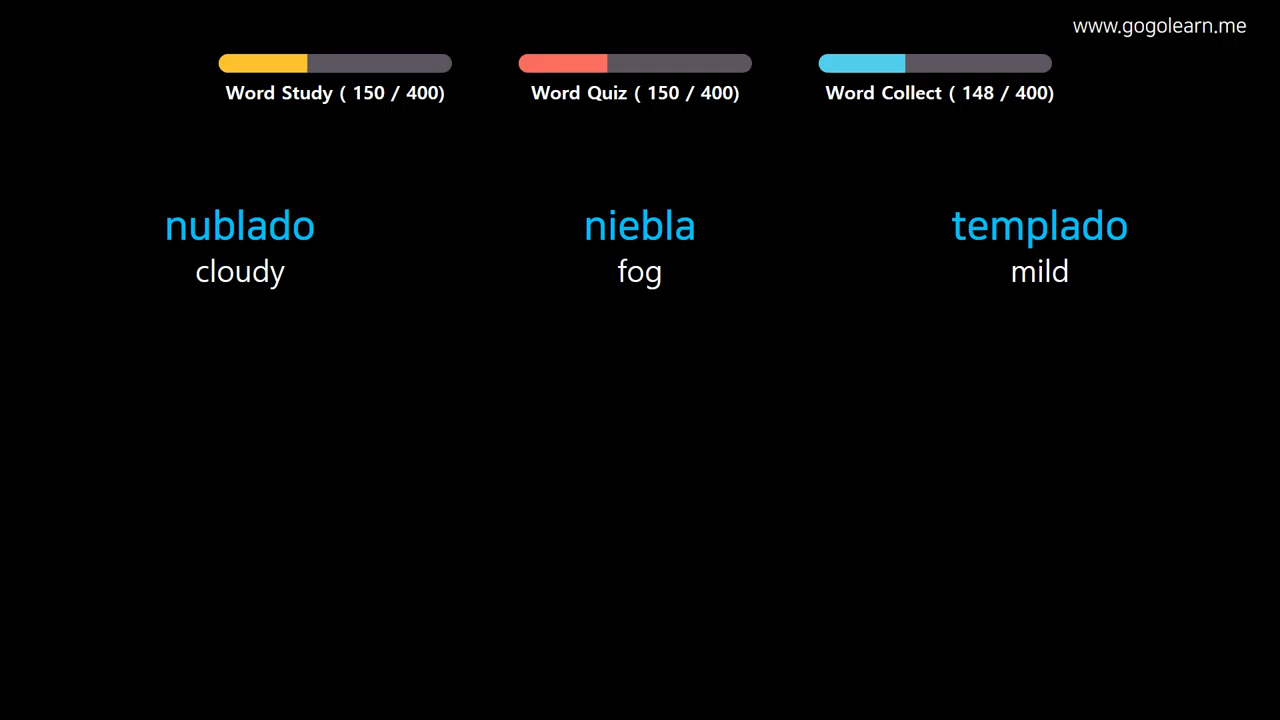 www.gogolearn.me
Word Study ( 150 / 400)
Word Quiz ( 150 / 400)
Word Collect ( 148 / 400)
nublado
cloudy
niebla
fog
templado
mild